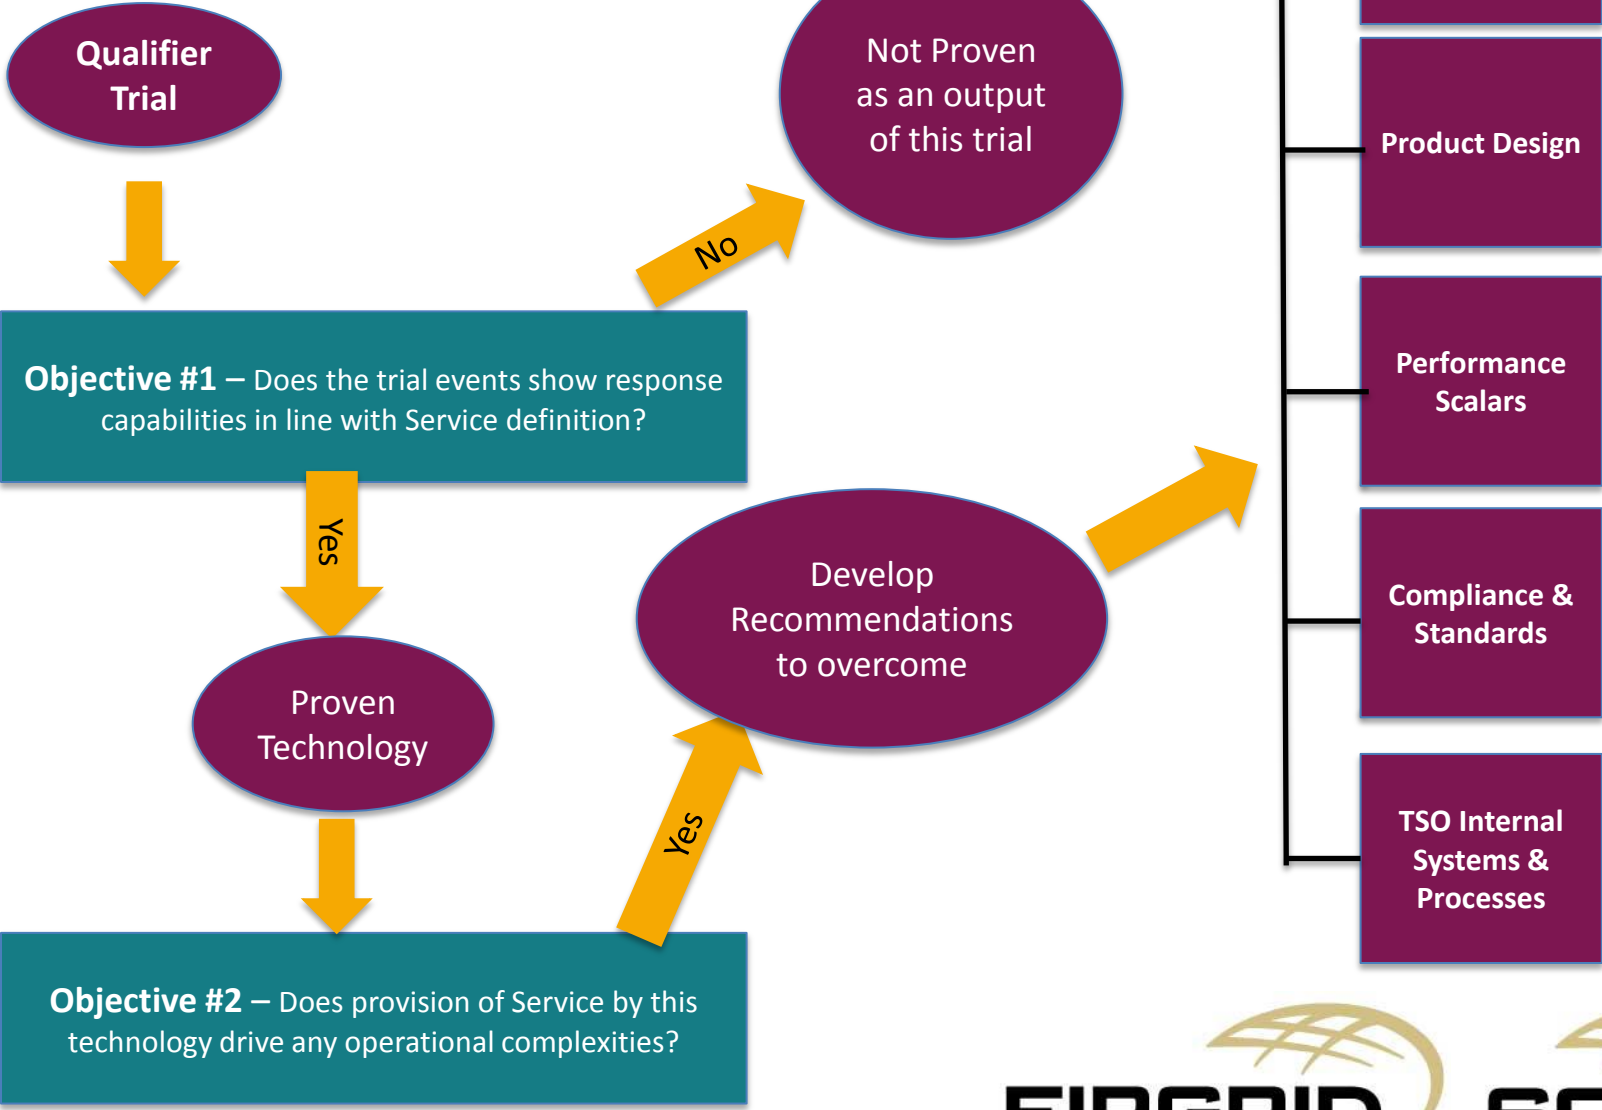 Qualifier
Trial
Not Proven
as an output
of this trial
No
Objective #1 – Does the trial events show response
capabilities in line with Service definition?
Yes
Proven
Technology
Develop
Recommendations
to overcome
Yes
Objective #2 – Does provision of Service by this
technology drive any operational complexities?
Product Design
Performance
Scalars
Compliance &
Standards
TSO Internal
Systems &
Processes